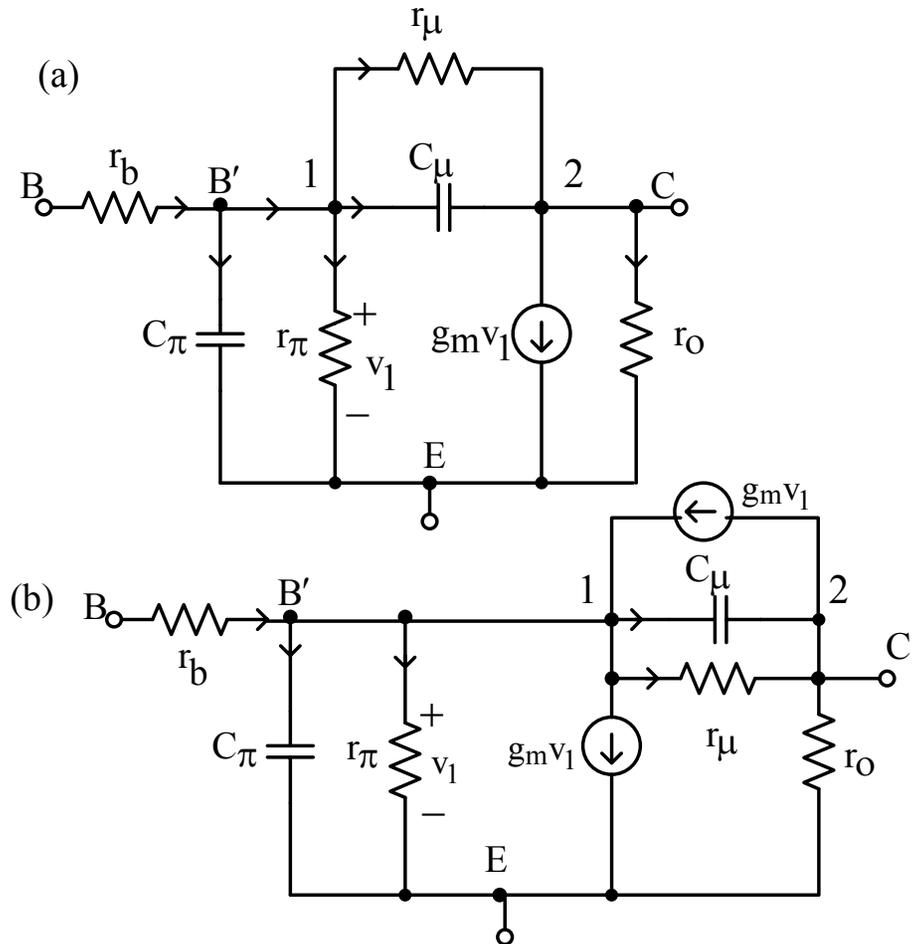 (a)
rμ
rb
B
B′
1
Cμ
2
C
Cπ
rπ
+
v1
−
gmv1
ro
E
(b)
gmv1
B
rb
B′
1
Cμ
2
C
Cπ
rπ
+
v1
−
gmv1
rμ
ro
E